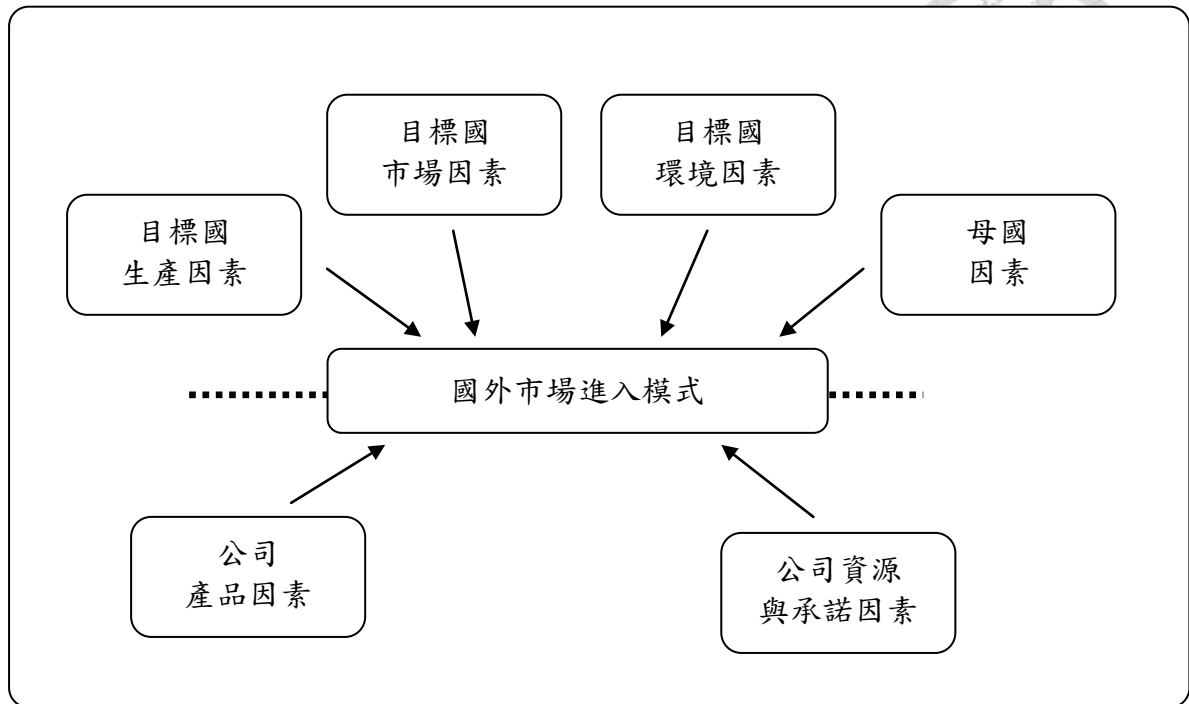 目標國
市場因素
目標國
環境因素
目標國
生產因素
母國
因素
國外市場進入模式
公司
產品因素
公司資源
與承諾因素